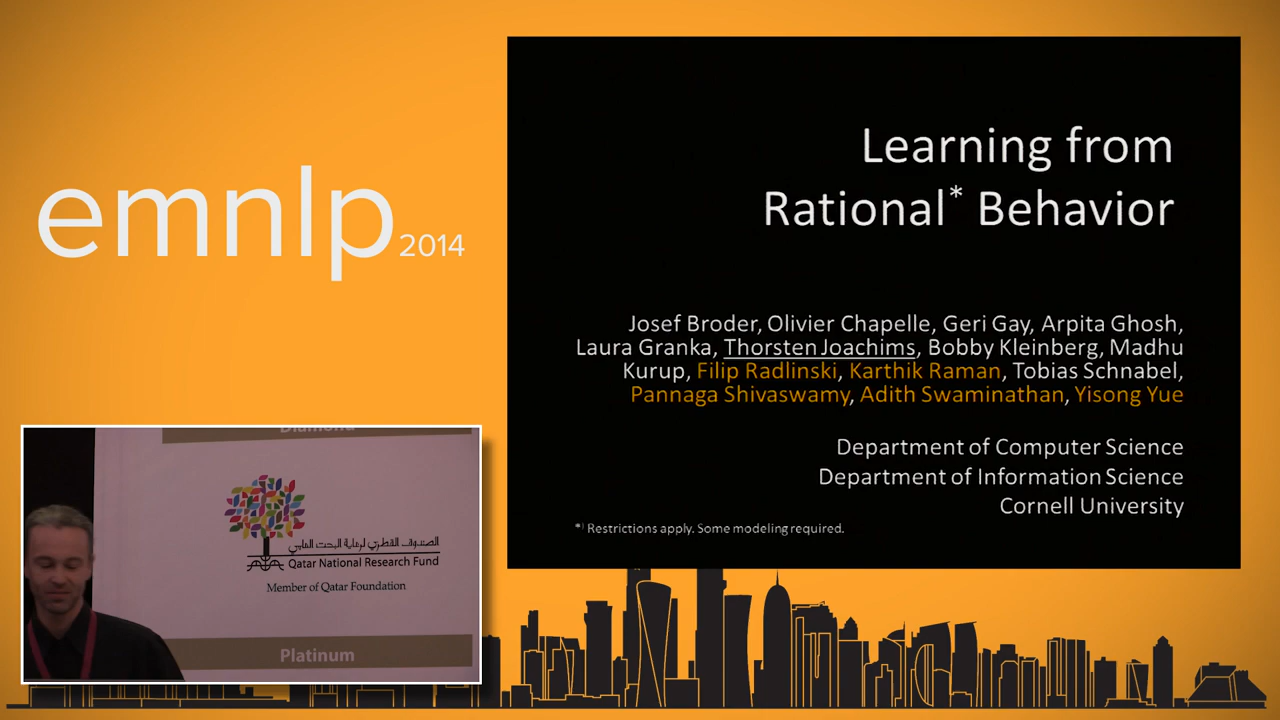 emnlp 2014
Learning from
Rational* Behavior
Josef Broder, Olivier Chapelle, Geri Gay, Arpita Ghosh,
Laura Granka, Thorsten Joachims, Bobby Kleinberg, Madhu
Kurup, Filip Radlinski, Karthik Raman, Tobias Schnabel,
Pannaga Shivaswamy, Adith Swaminathan, Yisong Yue
Department of Computer Science
Department of Information Science
Cornell University
*) Restrictions apply. Some modeling required.
Diamond
الصندوق القطري لرعاية البحث العلمي
Qatar National Research Fund
Member of Qatar Foundation
Platinum